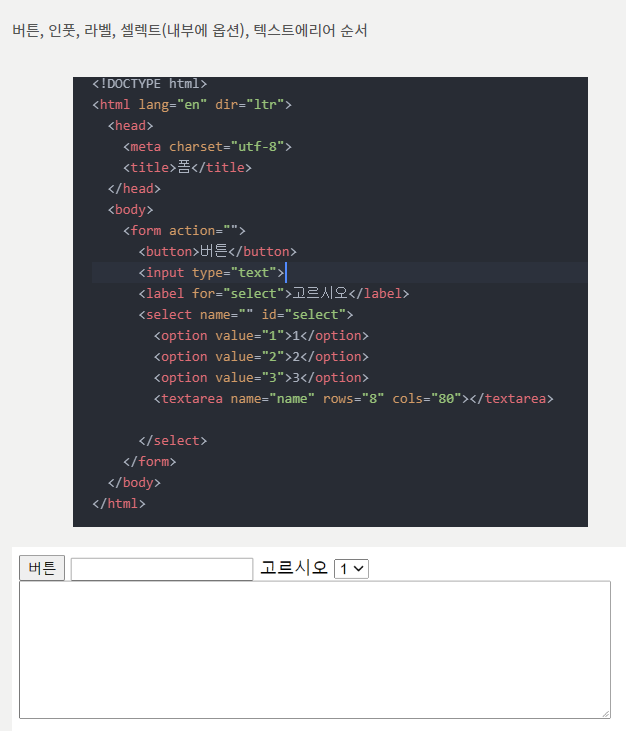 버튼, 인풋, 라벨, 셀렉트(내부에 옵션), 텍스트에리어 순서
<!DOCTYPE html>
<html lang="en" dir="ltr">
  <head>
    <meta charset="utf-8">
    <title>폼</title>
  </head>
  <body>
    <form action="">
      <button>버튼</button>
      <input type="text">
      <label for="select">고르시오</label>
      <select name="" id="select">
        <option value="1">1</option>
        <option value="2">2</option>
        <option value="3">3</option>
        <textarea name="name" rows="8" cols="80"></textarea>
      </select>
    </form>
  </body>
</html>
버튼 고르시오 1